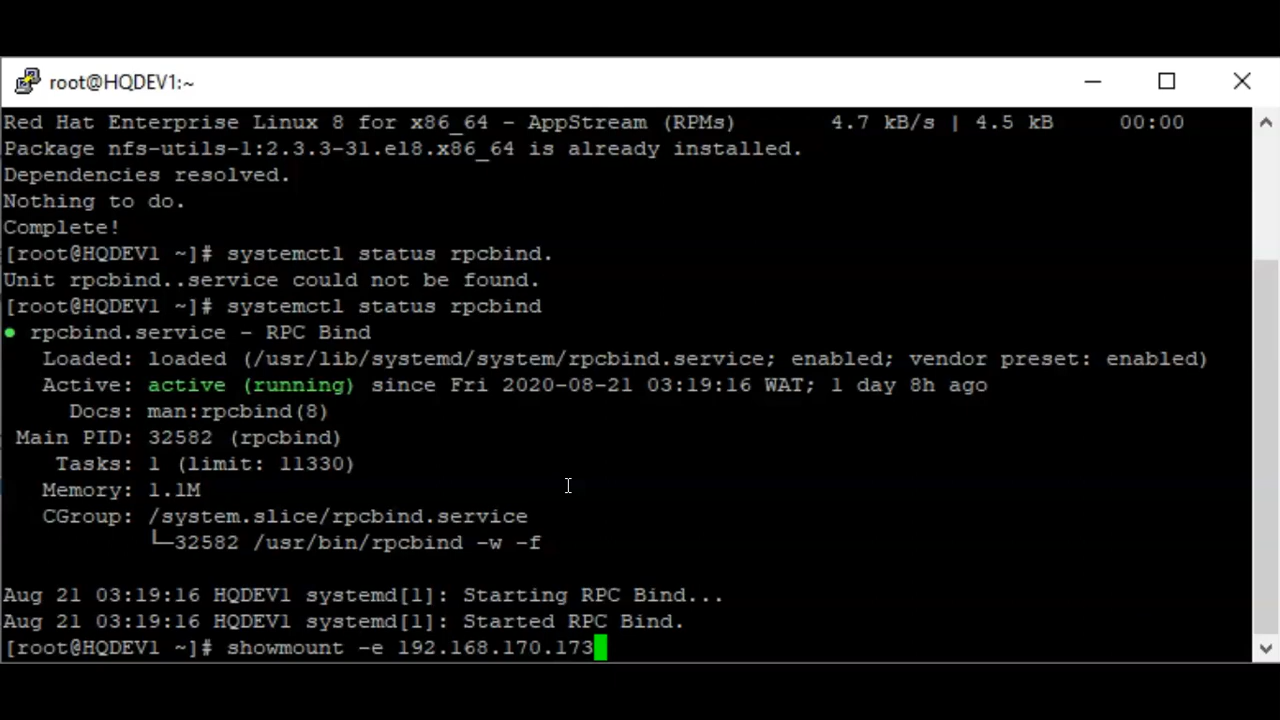 root@HQDEV1:~
Red Hat Enterprise Linux 8 for x86_64 - AppStream (RPMs)       4.7 kB/s | 4.5 kB     00:00
Package nfs-utils-1:2.3.3-31.el8.x86_64 is already installed.
Dependencies resolved.
Nothing to do.
Complete!
[root@HQDEV1 ~]# systemctl status rpcbind.
Unit rpcbind..service could not be found.
[root@HQDEV1 ~]# systemctl status rpcbind
● rpcbind.service - RPC Bind
   Loaded: loaded (/usr/lib/systemd/system/rpcbind.service; enabled; vendor preset: enabled)
   Active: active (running) since Fri 2020-08-21 03:19:16 WAT; 1 day 8h ago
     Docs: man:rpcbind(8)
 Main PID: 32582 (rpcbind)
    Tasks: 1 (limit: 11330)
   Memory: 1.1M
   CGroup: /system.slice/rpcbind.service
           └─32582 /usr/bin/rpcbind -w -f
Aug 21 03:19:16 HQDEV1 systemd[1]: Starting RPC Bind...
Aug 21 03:19:16 HQDEV1 systemd[1]: Started RPC Bind.
[root@HQDEV1 ~]# showmount -e 192.168.170.173